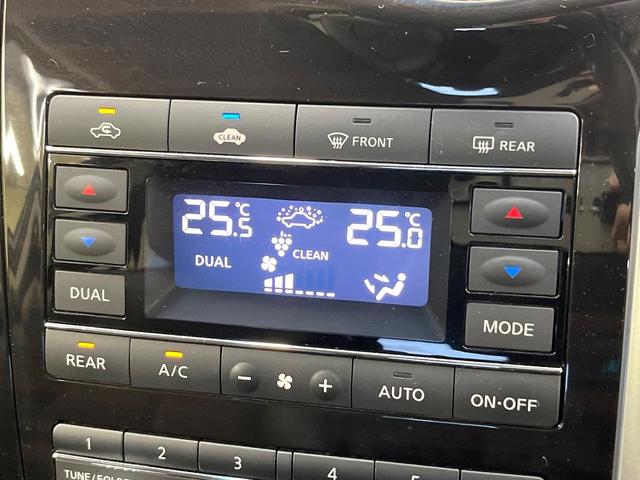 CLEAN FRONT REAR
25.5°C 25.0°C
Ion
DUAL CLEAN
DUAL MODE
REAR A/C - + AUTO ON·OFF
1 2 3 4 5
TUNE/FOLDER